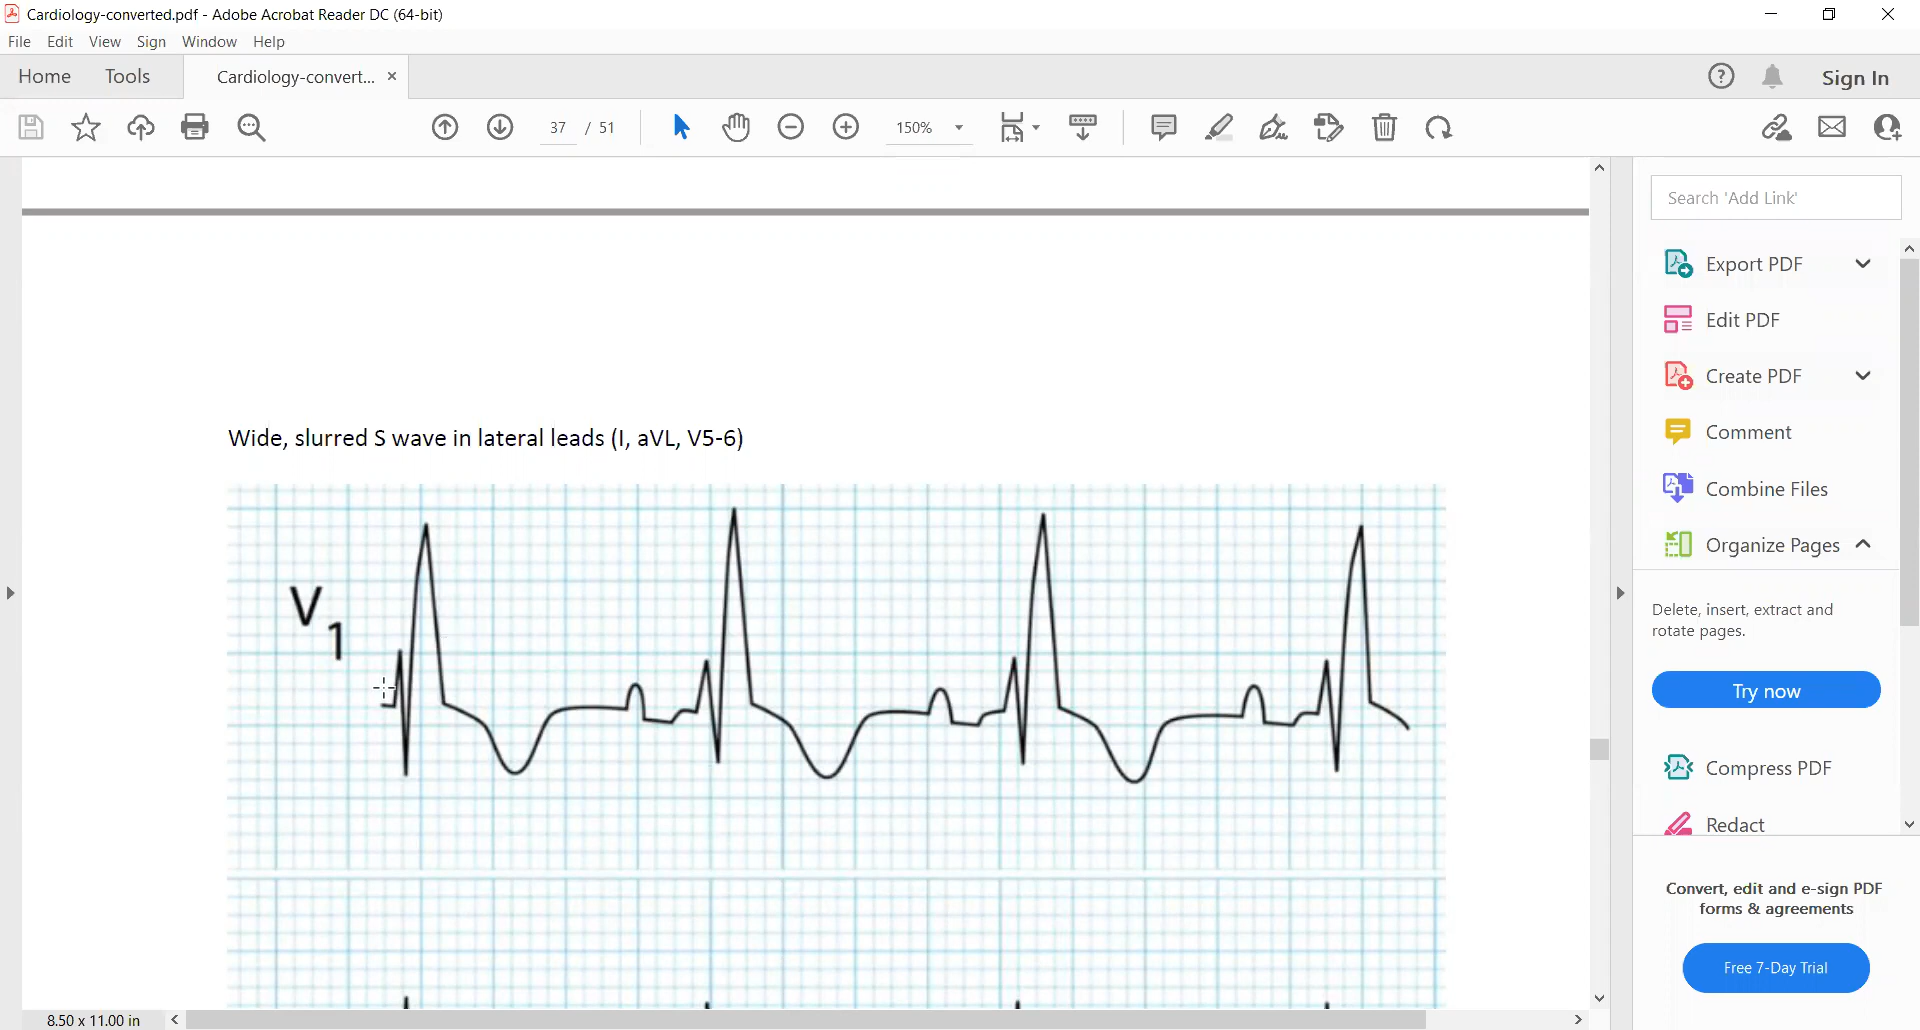 Cardiology-converted.pdf - Adobe Acrobat Reader DC (64-bit)
File Edit View Sign Window Help
Home Tools Cardiology-convert... × Sign In
37 / 51 150%
Search 'Add Link'
Export PDF
Edit PDF
Create PDF
Comment
Combine Files
Organize Pages
Delete, insert, extract and
rotate pages.
Try now
Compress PDF
Redact
Convert, edit and e-sign PDF
forms & agreements
Free 7-Day Trial
Wide, slurred S wave in lateral leads (I, aVL, V5-6)
V1
8.50 x 11.00 in